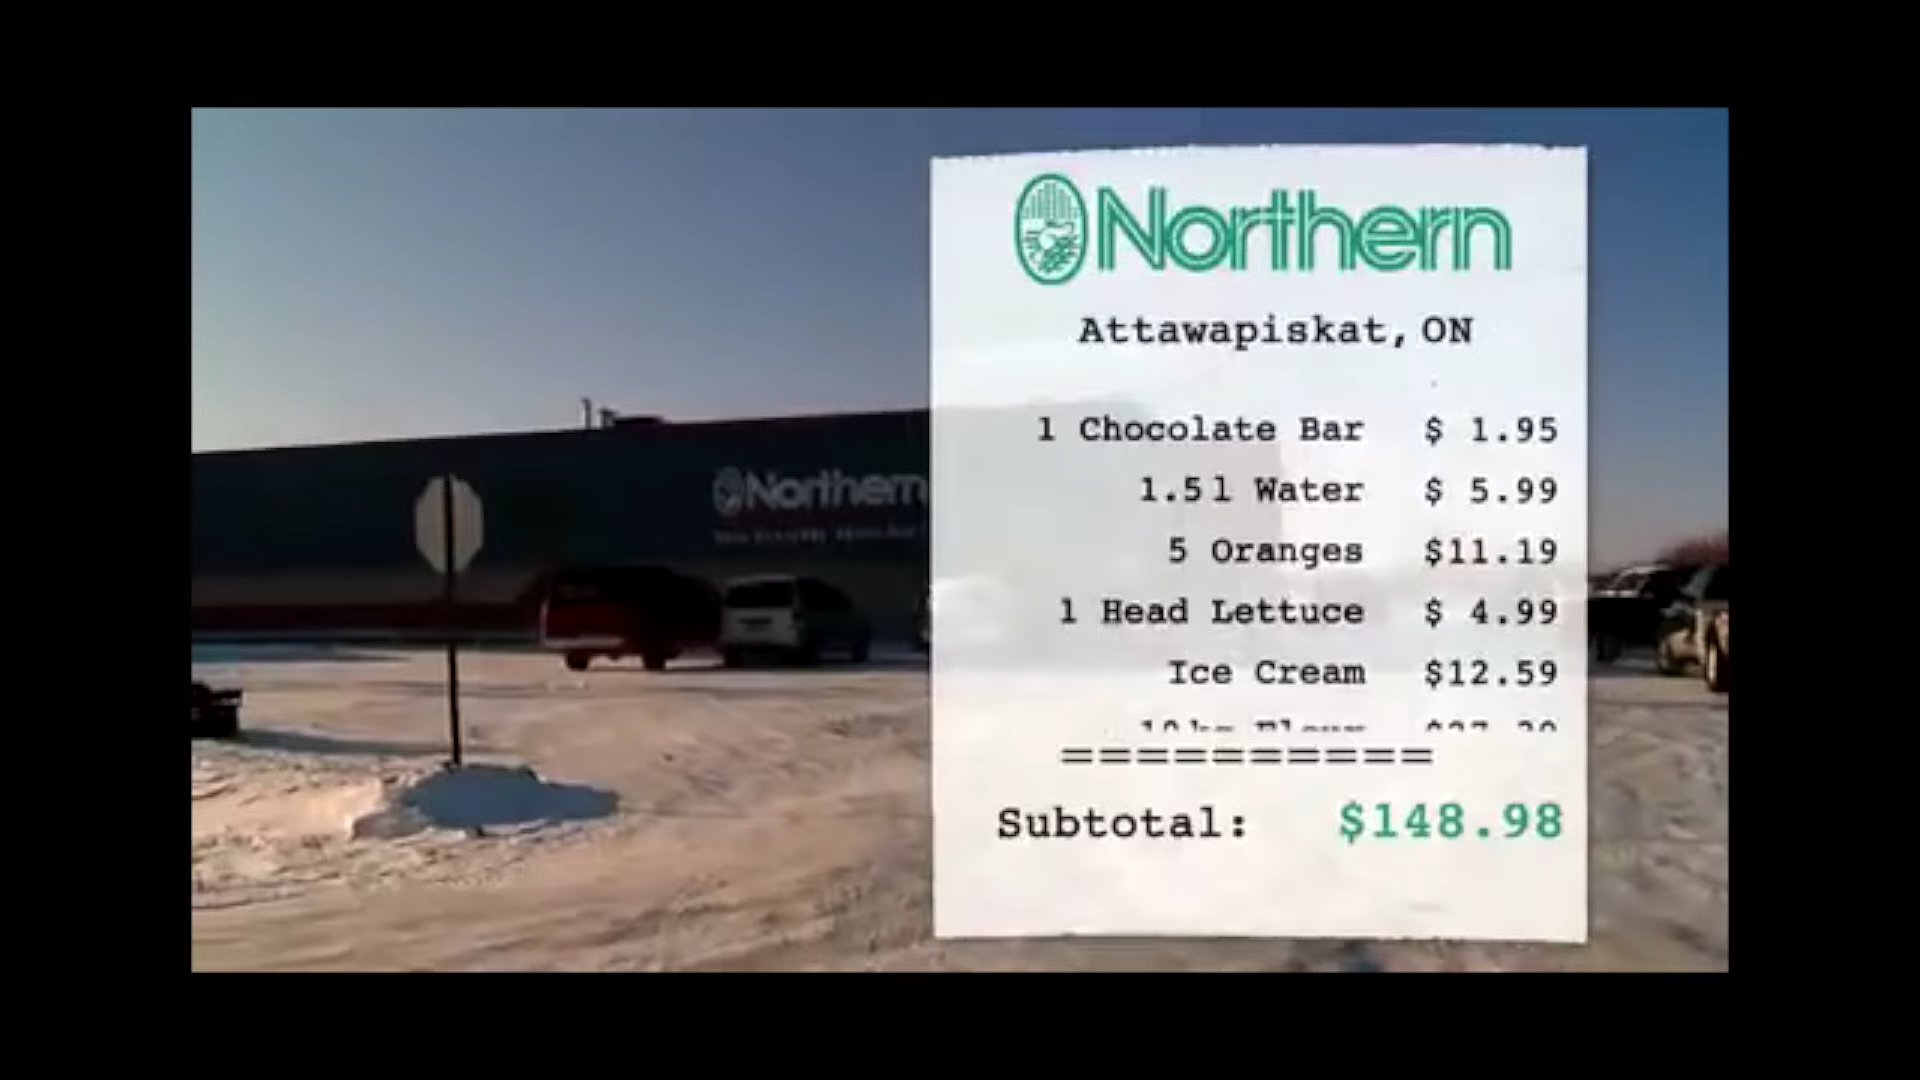 Northern
Attawapiskat, ON
1 Chocolate Bar $ 1.95
1.5l Water $ 5.99
5 Oranges $11.19
1 Head Lettuce $ 4.99
Ice Cream $12.59
==========
Subtotal: $148.98
Northern